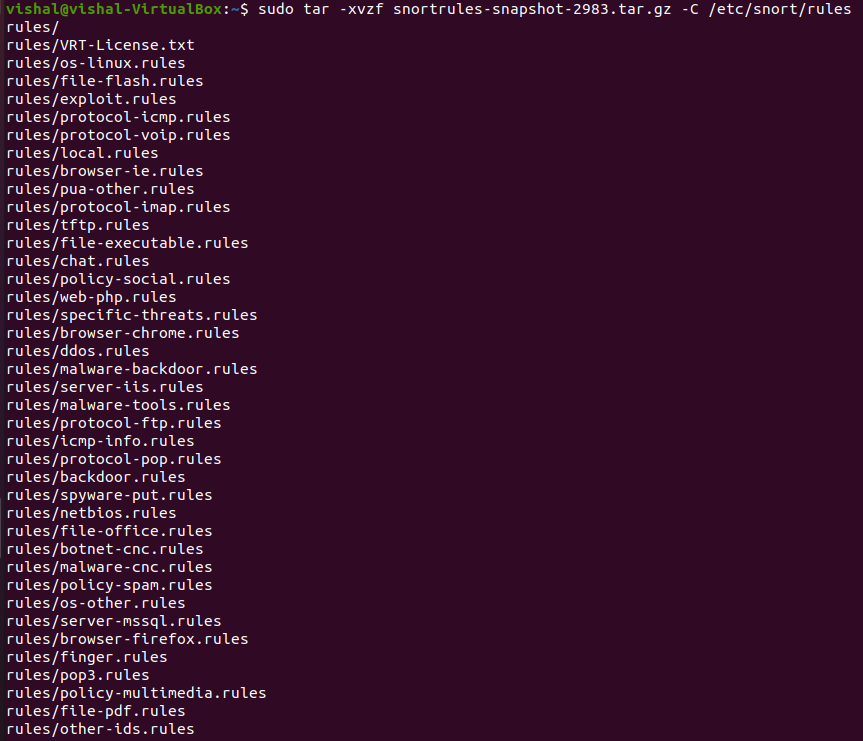 vishal@vishal-VirtualBox:~$ sudo tar -xvzf snortrules-snapshot-2983.tar.gz -C /etc/snort/rules
rules/
rules/VRT-License.txt
rules/os-linux.rules
rules/file-flash.rules
rules/exploit.rules
rules/protocol-icmp.rules
rules/protocol-voip.rules
rules/local.rules
rules/browser-ie.rules
rules/pua-other.rules
rules/protocol-imap.rules
rules/tftp.rules
rules/file-executable.rules
rules/chat.rules
rules/policy-social.rules
rules/web-php.rules
rules/specific-threats.rules
rules/browser-chrome.rules
rules/ddos.rules
rules/malware-backdoor.rules
rules/server-iis.rules
rules/malware-tools.rules
rules/protocol-ftp.rules
rules/icmp-info.rules
rules/protocol-pop.rules
rules/backdoor.rules
rules/spyware-put.rules
rules/netbios.rules
rules/file-office.rules
rules/botnet-cnc.rules
rules/malware-cnc.rules
rules/policy-spam.rules
rules/os-other.rules
rules/server-mssql.rules
rules/browser-firefox.rules
rules/finger.rules
rules/pop3.rules
rules/policy-multimedia.rules
rules/file-pdf.rules
rules/other-ids.rules